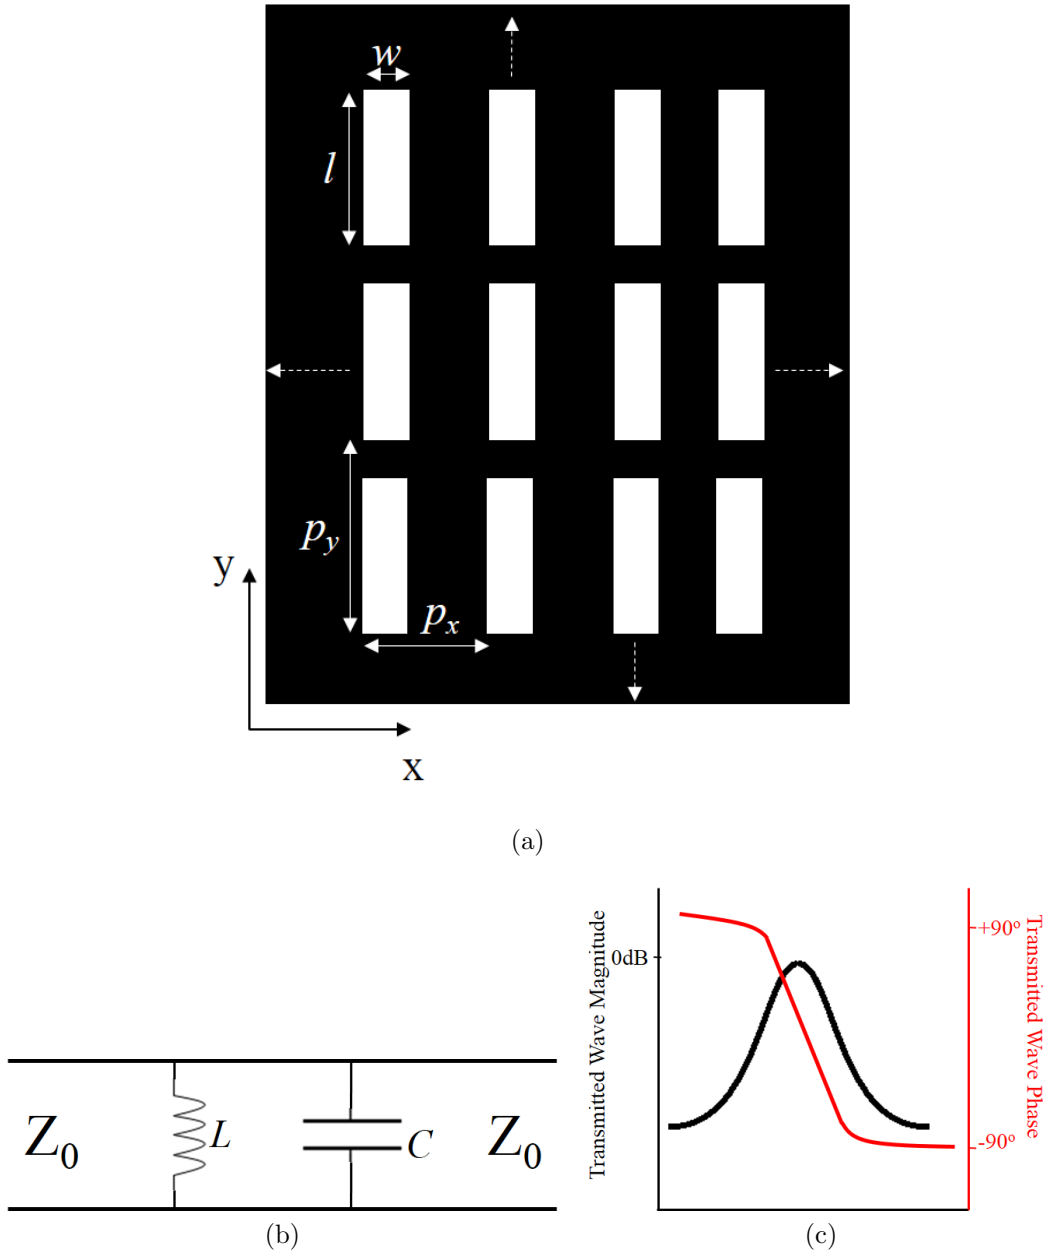 w
l
p_y
p_x
y
x
(a)
Transmitted Wave Magnitude
0dB
+90°
-90°
Transmitted Wave Phase
Z_0
L
C
Z_0
(b)
(c)